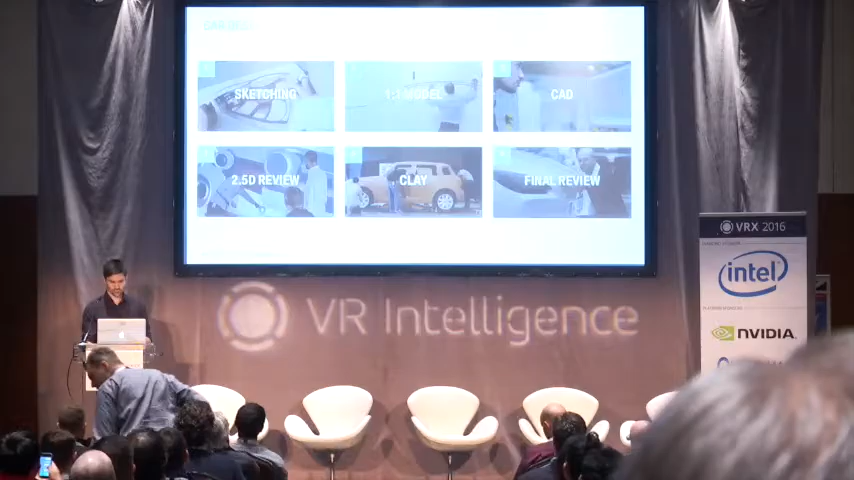 SKETCHING
1:1 MODEL
CAD
2.5D REVIEW
CLAY
FINAL REVIEW
VRX 2016
intel
NVIDIA
VR Intelligence